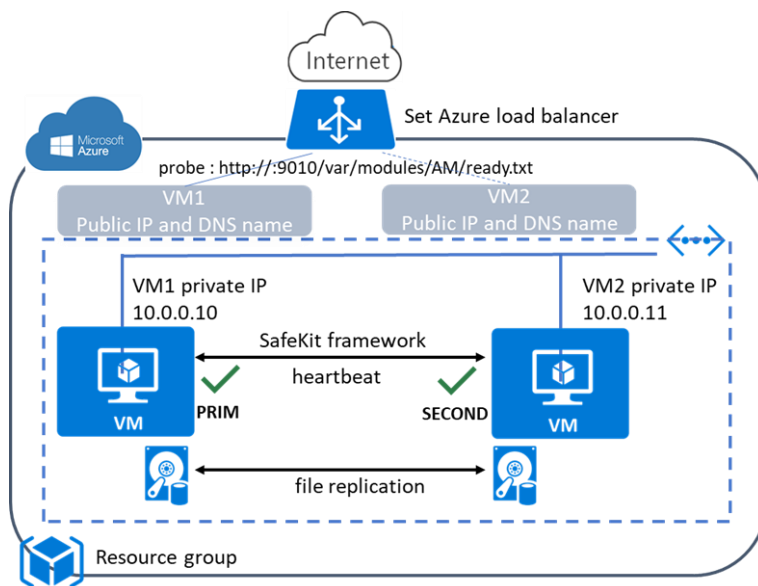 Internet
Set Azure load balancer
Microsoft
Azure
probe : http://:9010/var/modules/AM/ready.txt
VM1
Public IP and DNS name
VM2
Public IP and DNS name
VM1 private IP
10.0.0.10
VM2 private IP
10.0.0.11
SafeKit framework
heartbeat
VM
PRIM
SECOND
VM
file replication
Resource group